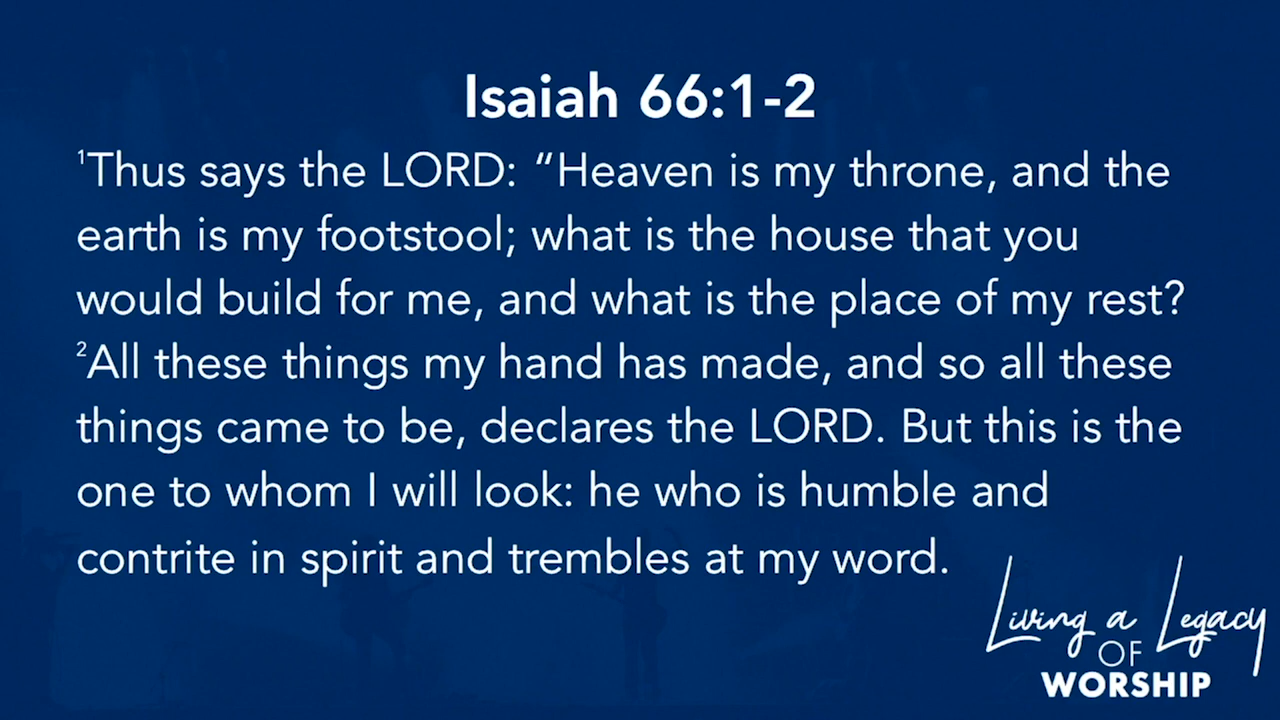 Isaiah 66:1-2
¹Thus says the LORD: “Heaven is my throne, and the
earth is my footstool; what is the house that you
would build for me, and what is the place of my rest?
²All these things my hand has made, and so all these
things came to be, declares the LORD. But this is the
one to whom I will look: he who is humble and
contrite in spirit and trembles at my word.
Living a Legacy
OF
WORSHIP